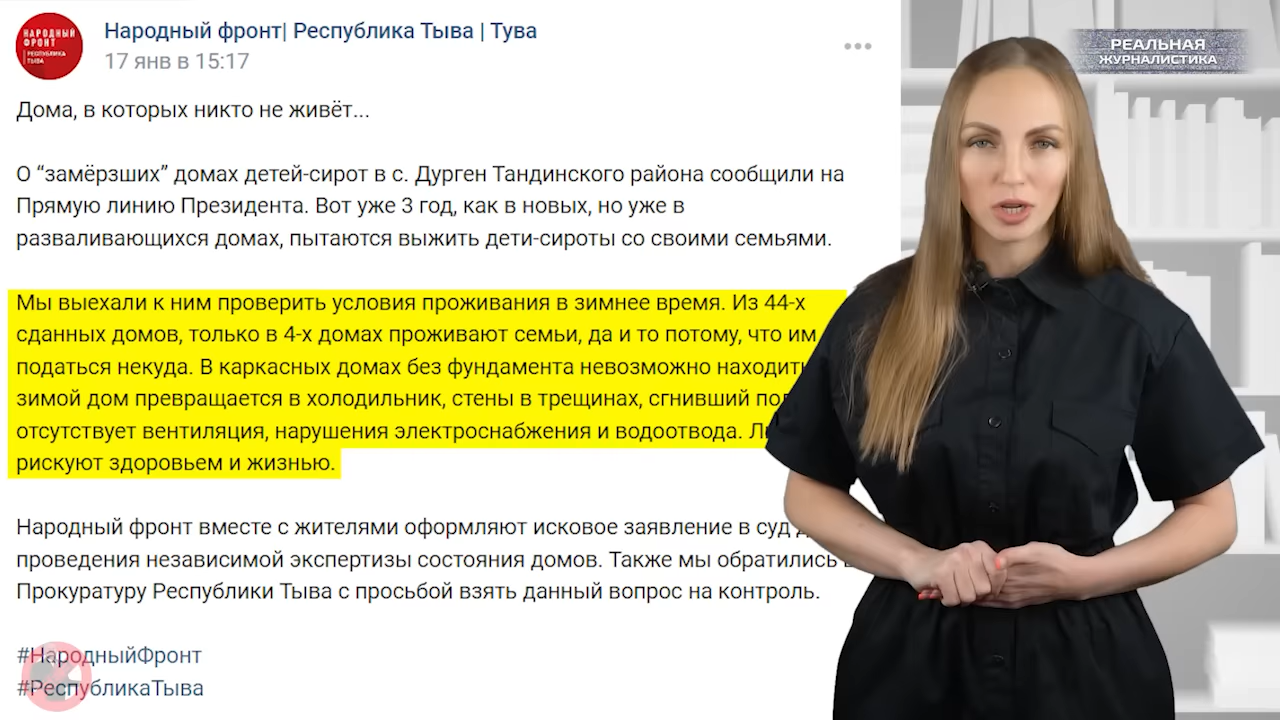 НАРОДНЫЙ
ФРОНТ
РЕСПУБЛИКА
ТЫВА
Народный фронт| Республика Тыва | Тува
17 янв в 15:17
РЕАЛЬНАЯ
ЖУРНАЛИСТИКА
Дома, в которых никто не живёт...
О “замёрзших” домах детей-сирот в с. Дурген Тандинского района сообщили на
Прямую линию Президента. Вот уже 3 год, как в новых, но уже в
разваливающихся домах, пытаются выжить дети-сироты со своими семьями.
Мы выехали к ним проверить условия проживания в зимнее время. Из 44-х
сданных домов, только в 4-х домах проживают семьи, да и то потому, что им
податься некуда. В каркасных домах без фундамента невозможно
зимой дом превращается в холодильник, стены в трещинах, сгнивший
отсутствует вентиляция, нарушения электроснабжения и водоотвода.
рискуют здоровьем и жизнью.
Народный фронт вместе с жителями оформляют исковое заявление в суд
проведения независимой экспертизы состояния домов. Также мы обратились
Прокуратуру Республики Тыва с просьбой взять данный вопрос на контроль.
#НародныйФронт
#РеспубликаТыва